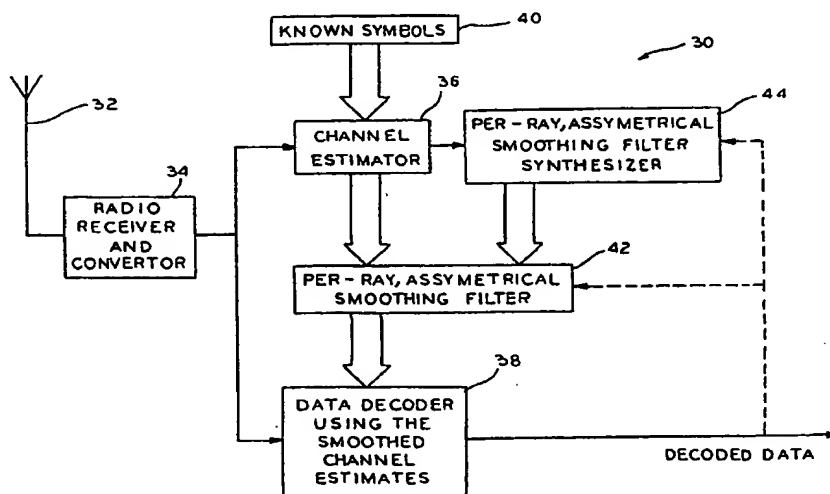 KNOWN SYMBOLS
40
30
32
36
44
CHANNEL
ESTIMATOR
PER-RAY, ASSYMETRICAL
SMOOTHING FILTER
SYNTHESIZER
34
RADIO
RECEIVER
AND
CONVERTOR
42
PER-RAY, ASSYMETRICAL
SMOOTHING FILTER
38
DATA DECODER
USING THE
SMOOTHED
CHANNEL
ESTIMATES
DECODED DATA